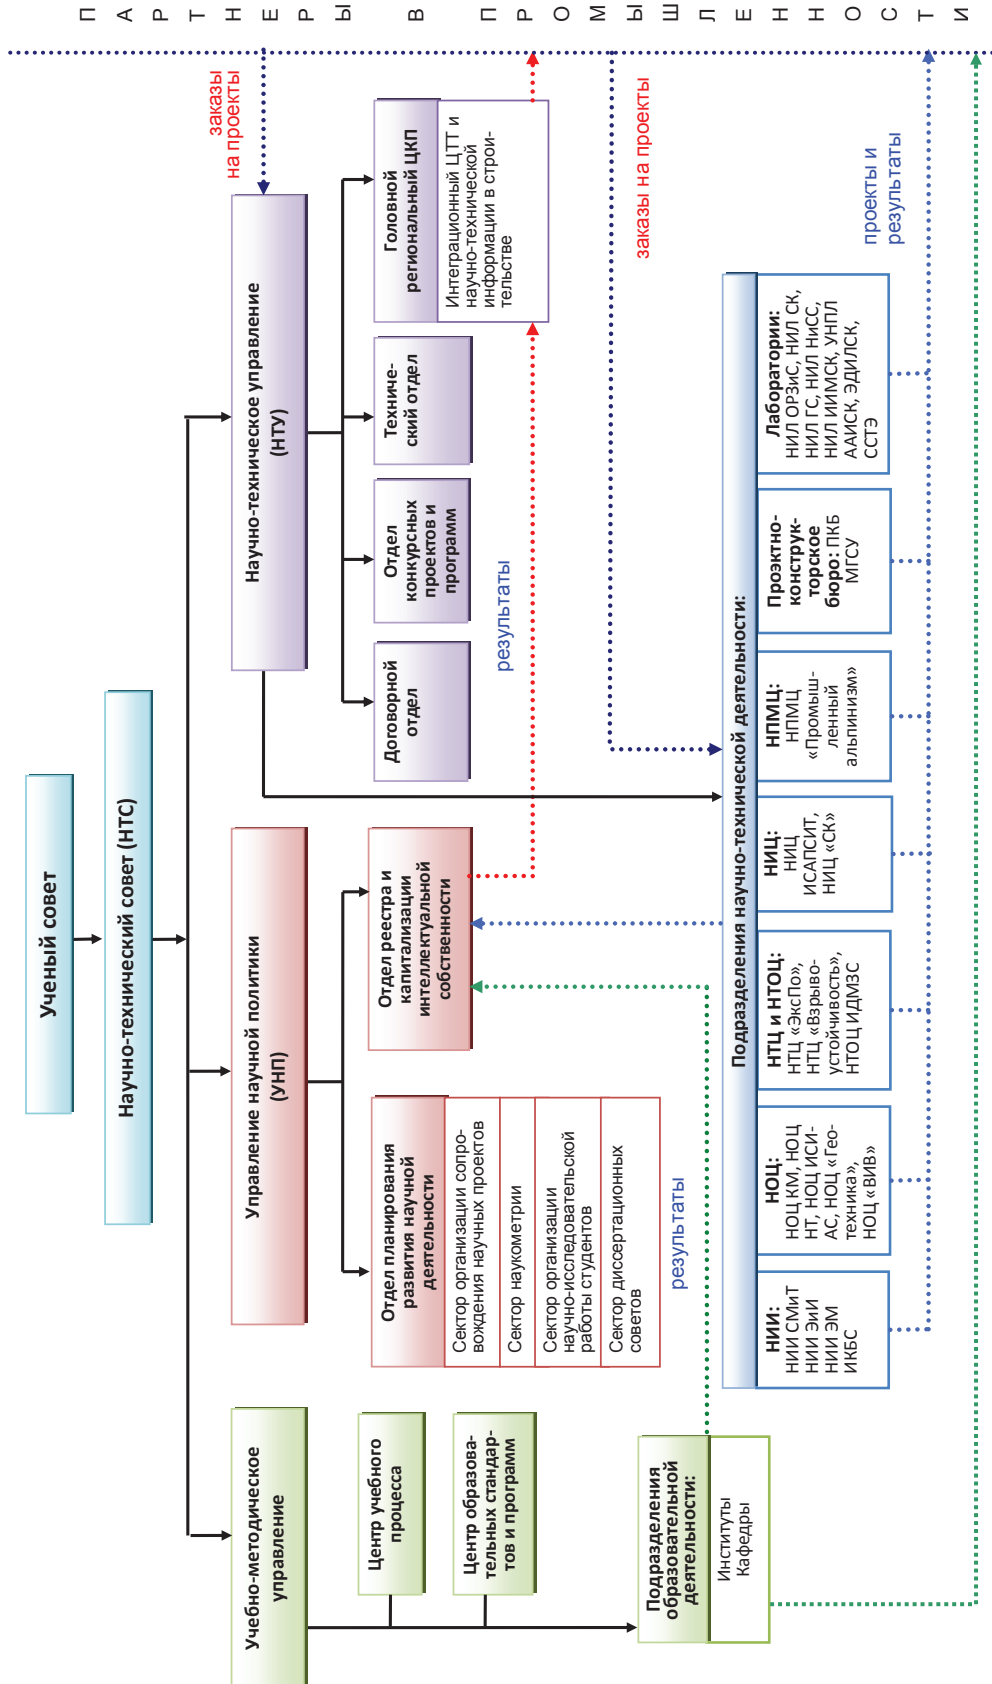 Ученый совет
Научно-технический совет (НТС)
Учебно-методическое
управление
Управление научной политики
(УНП)
Научно-техническое управление
(НТУ)
заказы
на проекты
Центр учебного
процесса
Центр образова-
тельных стандар-
тов и программ
Подразделения
образовательной
деятельности:
Институты
Кафедры
Отдел планирования
развития научной
деятельности
Сектор организации сопро-
вождения научных проектов
Сектор наукометрии
Сектор организации
научно-исследовательской
работы студентов
Сектор диссертационных
советов
Отдел реестра и
капитализации
интеллектуальной
собственности
Договорной
отдел
Отдел
конкурсных
проектов и
программ
Техниче-
ский отдел
Головной
региональный ЦКП
Интеграционный ЦТТ и
научно-технической
информации в строи-
тельстве
результаты
результаты
заказы на проекты
Подразделения научно-технической деятельности:
НИИ:
НИИ СМиТ
НИИ ЭиИ
НИИ ЭМ
ИКБС
НОЦ:
НОЦ КМ, НОЦ
НТ, НОЦ ИСИ-
АС, НОЦ «Гео-
техника»,
НОЦ «ВИВ»
НТЦ и НТОЦ:
НТЦ «ЭксПо»,
НТЦ «Взрыво-
устойчивость»,
НТОЦ ИДМЗС
НИЦ:
НИЦ
ИСАПСИТ,
НИЦ «СК»
НПМЦ:
НПМЦ
«Промыш-
ленный
альпинизм»
Проэктно-
конструк-
торское
бюро: ПКБ
МГСУ
Лаборатории:
НИЛ ОРЗиС, НИЛ СК,
НИЛ ГС, НИЛ НиСС,
НИЛ ИИМСК, УНПЛ
ААИСК, ЭДИЛСК,
ССТЭ
проекты и
результаты
П А Р Т Н Е Р Ы В П Р О М Ы Ш Л Е Н Н О С Т И